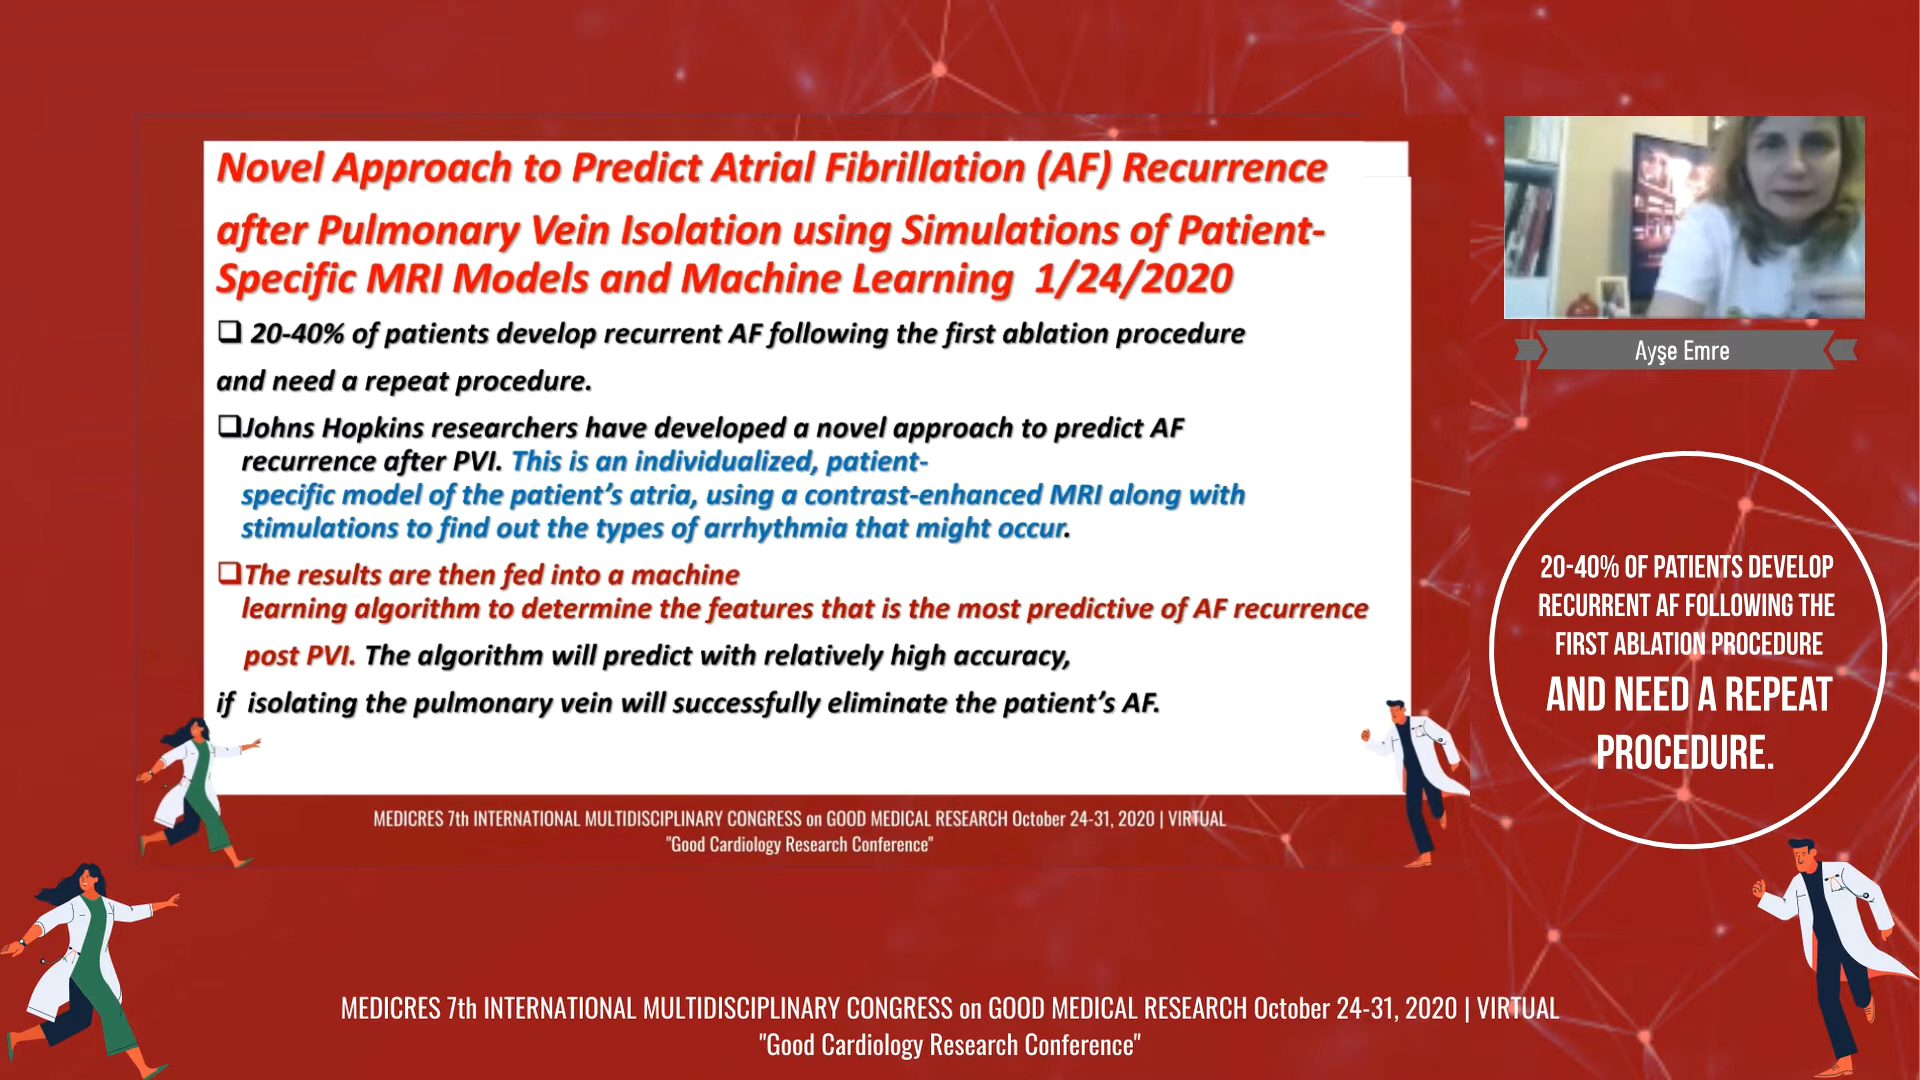 Novel Approach to Predict Atrial Fibrillation (AF) Recurrence
after Pulmonary Vein Isolation using Simulations of Patient-
Specific MRI Models and Machine Learning 1/24/2020
20-40% of patients develop recurrent AF following the first ablation procedure
and need a repeat procedure.
Johns Hopkins researchers have developed a novel approach to predict AF
recurrence after PVI. This is an individualized, patient-
specific model of the patient's atria, using a contrast-enhanced MRI along with
stimulations to find out the types of arrhythmia that might occur.
The results are then fed into a machine
learning algorithm to determine the features that is the most predictive of AF recurrence
post PVI. The algorithm will predict with relatively high accuracy,
if isolating the pulmonary vein will successfully eliminate the patient's AF.
MEDICRES 7th INTERNATIONAL MULTIDISCIPLINARY CONGRESS on GOOD MEDICAL RESEARCH October 24-31, 2020 | VIRTUAL
"Good Cardiology Research Conference"
Ayşe Emre
20-40% OF PATIENTS DEVELOP
RECURRENT AF FOLLOWING THE
FIRST ABLATION PROCEDURE
AND NEED A REPEAT
PROCEDURE.
MEDICRES 7th INTERNATIONAL MULTIDISCIPLINARY CONGRESS on GOOD MEDICAL RESEARCH October 24-31, 2020 | VIRTUAL
"Good Cardiology Research Conference"